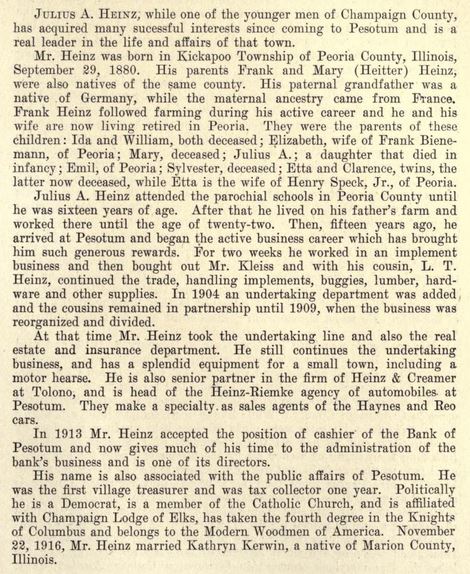 JULIUS A. HEINZ, while one of the younger men of Champaign County,
has acquired many sucessful interests since coming to Pesotum and is a
real leader in the life and affairs of that town.
Mr. Heinz was born in Kickapoo Township of Peoria County, Illinois,
September 29, 1880. His parents Frank and Mary (Heitter) Heinz,
were also natives of the same county. His paternal grandfather was a
native of Germany, while the maternal ancestry came from France.
Frank Heinz followed farming during his active career and he and his
wife are now living retired in Peoria. They were the parents of these
children: Ida and William, both deceased; Elizabeth, wife of Frank Biene-
mann, of Peoria; Mary, deceased; Julius A.; a daughter that died in
infancy; Emil, of Peoria; Sylvester, deceased; Etta and Clarence, twins, the
latter now deceased, while Etta is the wife of Henry Speck, Jr., of Peoria.
Julius A. Heinz attended the parochial schools in Peoria County until
he was sixteen years of age. After that he lived on his father's farm and
worked there until the age of twenty-two. Then, fifteen years ago, he
arrived at Pesotum and began the active business career which has brought
him such generous rewards. For two weeks he worked in an implement
business and then bought out Mr. Kleiss and with his cousin, L. T.
Heinz, continued the trade, handling implements, buggies, lumber, hard-
ware and other supplies. In 1904 an undertaking department was added
and the cousins remained in partnership until 1909, when the business was
reorganized and divided.
At that time Mr. Heinz took the undertaking line and also the real
estate and insurance department. He still continues the undertaking
business, and has a splendid equipment for a small town, including a
motor hearse. He is also senior partner in the firm of Heinz & Creamer
at Tolono, and is head of the Heinz-Riemke agency of automobiles at
Pesotum. They make a specialty as sales agents of the Haynes and Reo
cars.
In 1913 Mr. Heinz accepted the position of cashier of the Bank of
Pesotum and now gives much of his time to the administration of the
bank's business and is one of its directors.
His name is also associated with the public affairs of Pesotum. He
was the first village treasurer and was tax collector one year. Politically
he is a Democrat, is a member of the Catholic Church, and is affiliated
with Champaign Lodge of Elks, has taken the fourth degree in the Knights
of Columbus and belongs to the Modern Woodmen of America. November
22, 1916, Mr. Heinz married Kathryn Kerwin, a native of Marion County,
Illinois.